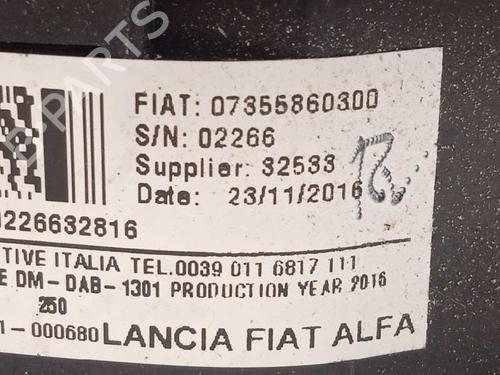 B-PARTS
FIAT: 07355860300
S/N: 02266
Supplier: 32533
Date: 23/11/2016
0226632816
TIVE ITALIA TEL.0039 011 6817 111
E DM-DAB-1301 PRODUCTION YEAR 2016
250
1-000680 LANCIA FIAT ALFA